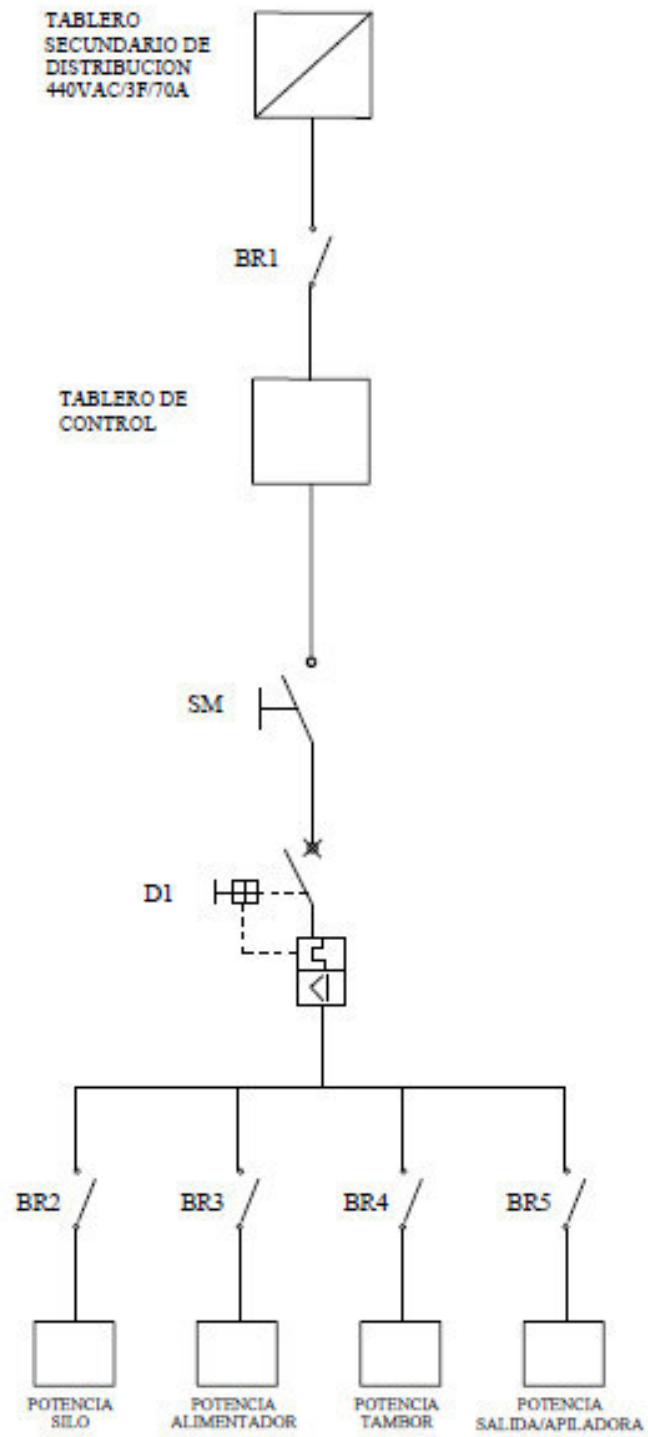 TABLERO
SECUNDARIO DE
DISTRIBUCION
440VAC/3F/70A
BR1
TABLERO DE
CONTROL
SM
D1
BR2
BR3
BR4
BR5
POTENCIA
SILO
POTENCIA
ALIMENTADOR
POTENCIA
TAMBOR
POTENCIA
SALIDA/APILADORA